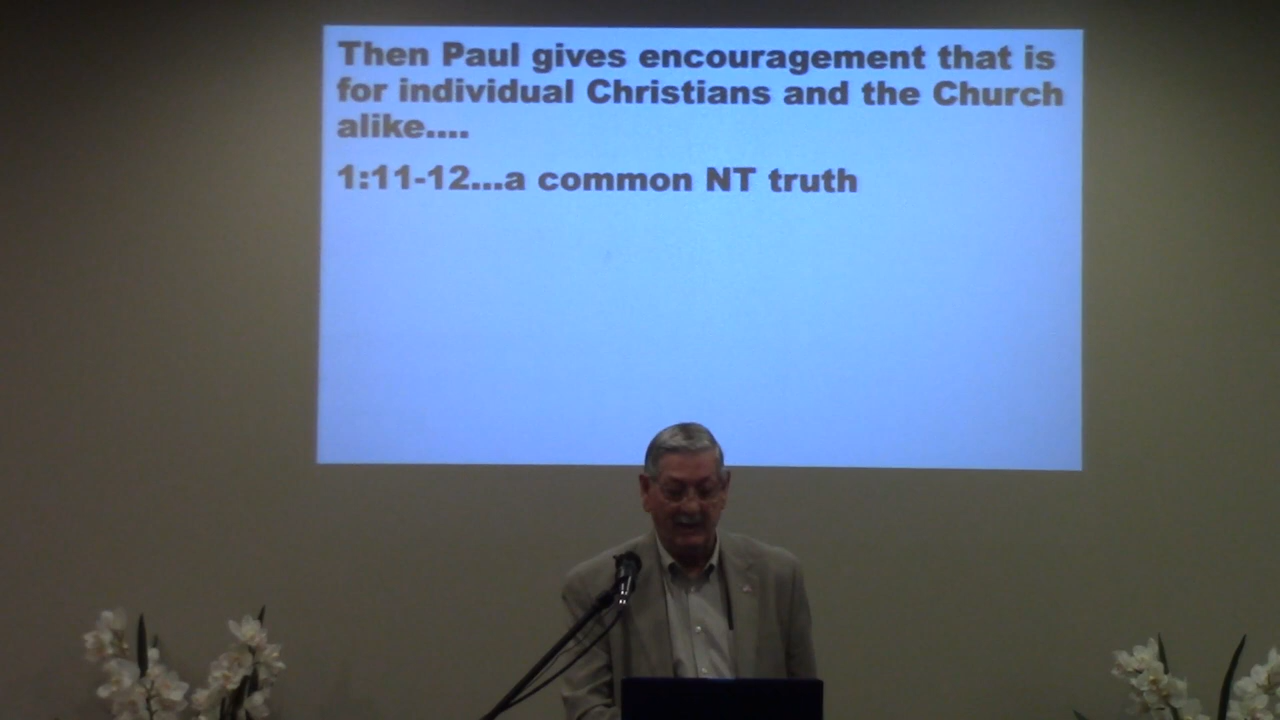 Then Paul gives encouragement that is
for individual Christians and the Church
alike....
1:11-12...a common NT truth